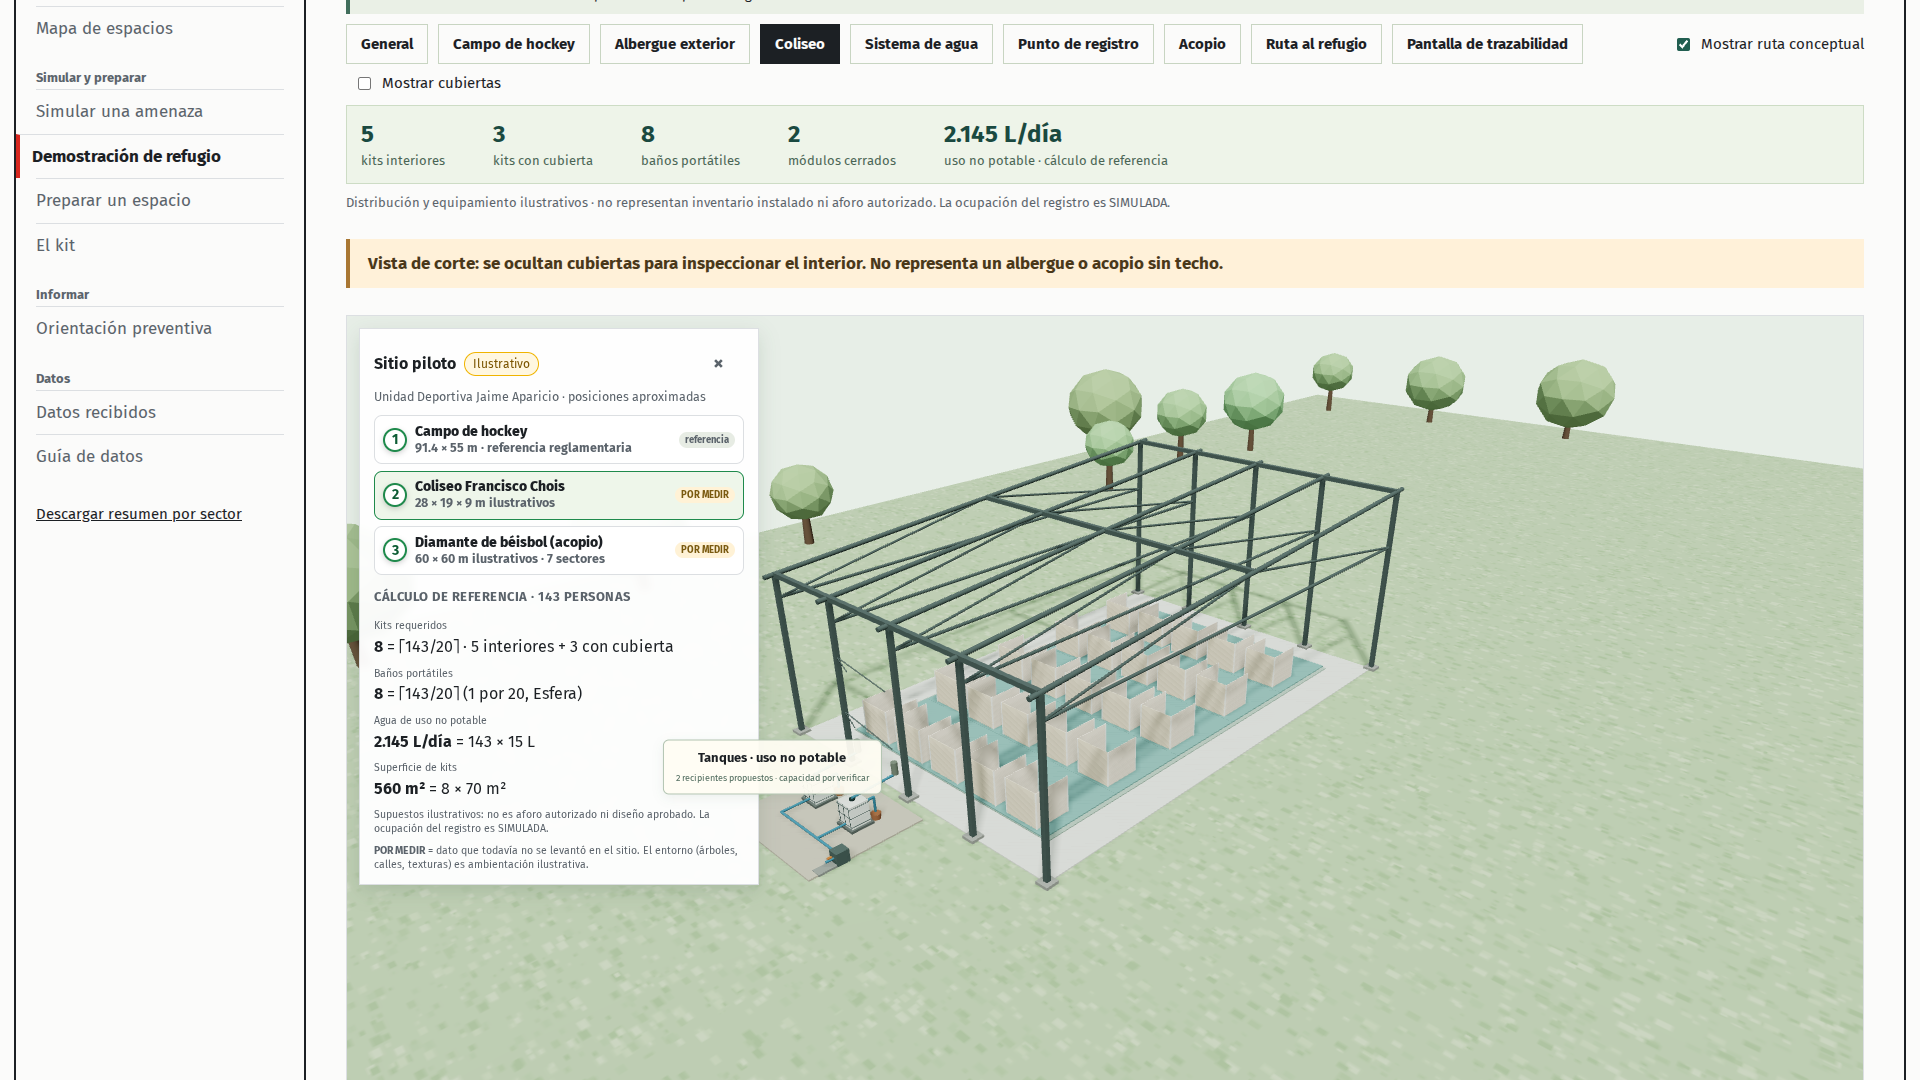 Mapa de espacios
Simular y preparar
Simular una amenaza
Demostración de refugio
Preparar un espacio
El kit
Informar
Orientación preventiva
Datos
Datos recibidos
Guía de datos
Descargar resumen por sector
General
Campo de hockey
Albergue exterior
Coliseo
Sistema de agua
Punto de registro
Acopio
Ruta al refugio
Pantalla de trazabilidad
Mostrar ruta conceptual
Mostrar cubiertas
5
kits interiores
3
kits con cubierta
8
baños portátiles
2
módulos cerrados
2.145 L/día
uso no potable · cálculo de referencia
Distribución y equipamiento ilustrativos · no representan inventario instalado ni aforo autorizado. La ocupación del registro es SIMULADA.
Vista de corte: se ocultan cubiertas para inspeccionar el interior. No representa un albergue o acopio sin techo.
Sitio piloto Ilustrativo ×
Unidad Deportiva Jaime Aparicio · posiciones aproximadas
1 Campo de hockey
91.4 × 55 m · referencia reglamentaria
referencia
2 Coliseo Francisco Chois
28 × 19 × 9 m ilustrativos
POR MEDIR
3 Diamante de béisbol (acopio)
60 × 60 m ilustrativos · 7 sectores
POR MEDIR
CÁLCULO DE REFERENCIA · 143 PERSONAS
Kits requeridos
8 = ⌈143/20⌉ · 5 interiores + 3 con cubierta
Baños portátiles
8 = ⌈143/20⌉ (1 por 20, Esfera)
Agua de uso no potable
2.145 L/día = 143 × 15 L
Superficie de kits
560 m² = 8 × 70 m²
Supuestos ilustrativos: no es aforo autorizado ni diseño aprobado. La
ocupación del registro es SIMULADA.
POR MEDIR = dato que todavía no se levantó en el sitio. El entorno (árboles,
calles, texturas) es ambientación ilustrativa.
Tanques · uso no potable
2 recipientes propuestos · capacidad por verificar